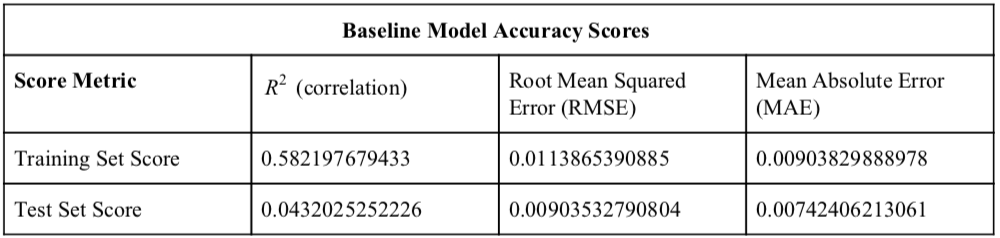 Baseline Model Accuracy Scores
Score Metric
R² (correlation)
Root Mean Squared
Error (RMSE)
Mean Absolute Error
(MAE)
Training Set Score
0.582197679433
0.0113865390885
0.00903829888978
Test Set Score
0.0432025252226
0.00903532790804
0.00742406213061